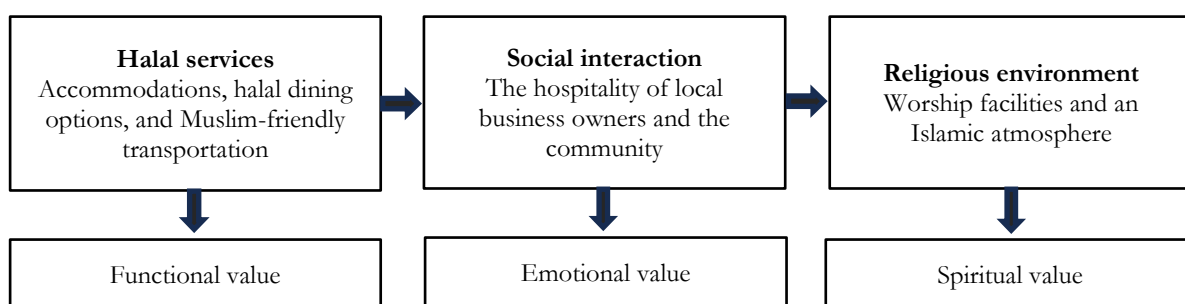 Halal services
Accommodations, halal dining
options, and Muslim-friendly
transportation
Social interaction
The hospitality of local
business owners and the
community
Religious environment
Worship facilities and an
Islamic atmosphere
Functional value
Emotional value
Spiritual value